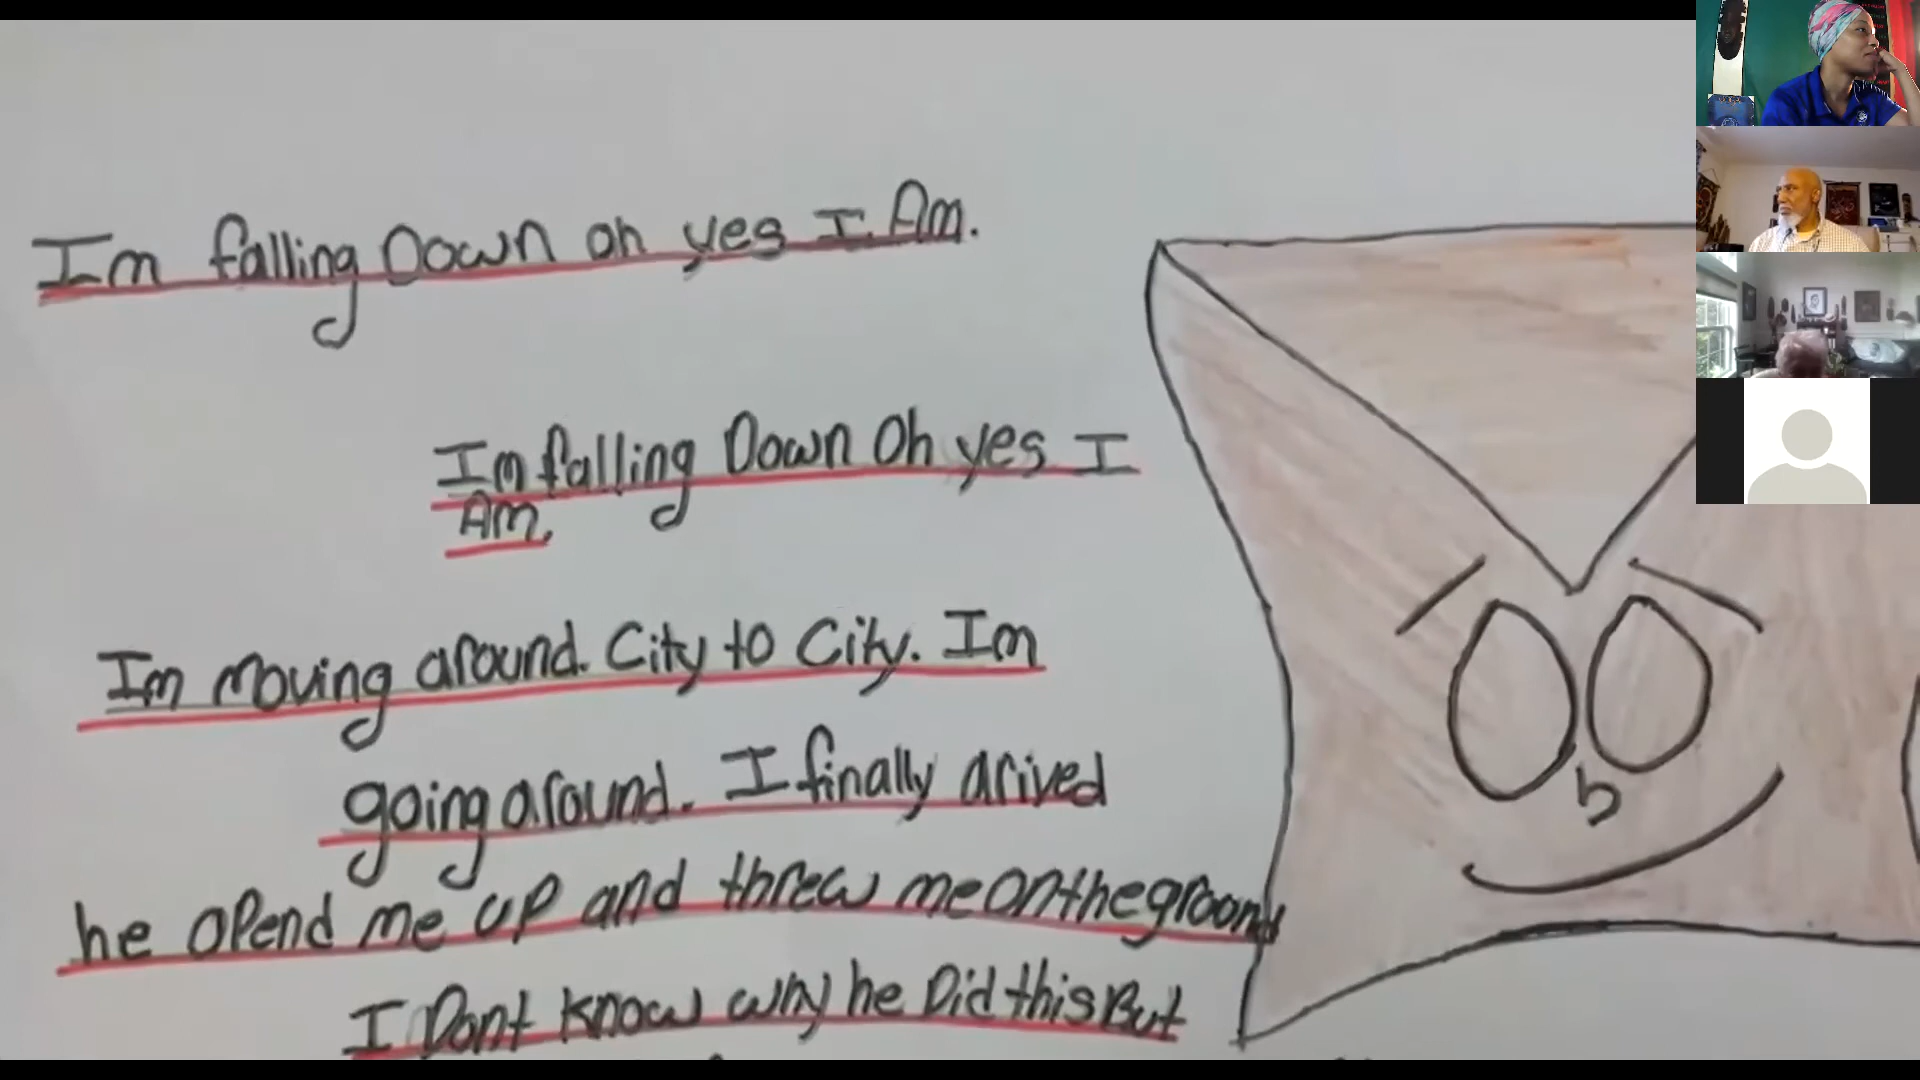 Im falling Down oh yes I Am.
Im falling Down Oh yes I
AM.
Im moving around. City to City. Im
going around. I finally arived
he opend me up and threw me on the groond
I Dont know why he Did this But